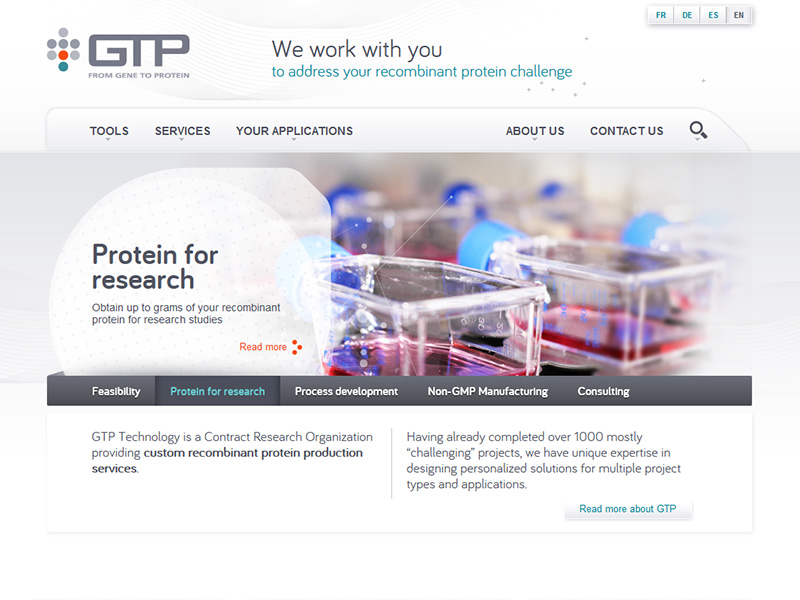 FR DE ES EN
GTP
FROM GENE TO PROTEIN
We work with you
to address your recombinant protein challenge
TOOLS SERVICES YOUR APPLICATIONS ABOUT US CONTACT US
Protein for
research
Obtain up to grams of your recombinant
protein for research studies
Read more
Feasibility Protein for research Process development Non-GMP Manufacturing Consulting
GTP Technology is a Contract Research Organization
providing custom recombinant protein production
services.
Having already completed over 1000 mostly
“challenging” projects, we have unique expertise in
designing personalized solutions for multiple project
types and applications.
Read more about GTP